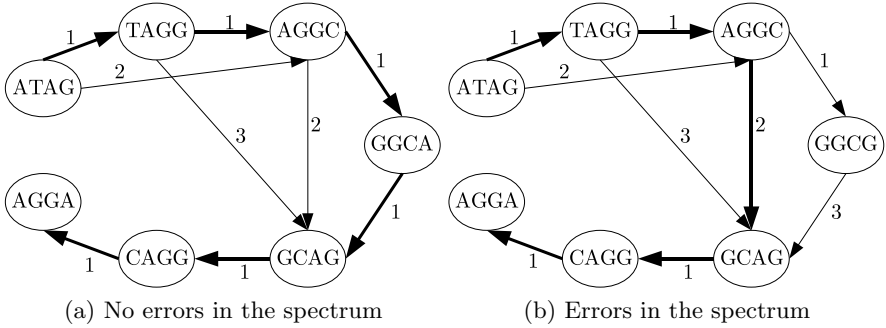 1 TAGG 1 AGGC 1 TAGG 1 AGGC 1
ATAG 2 ATAG 2
3 2 GGCA 3 2 GGCG
AGGA 1 AGGA 3
1 CAGG 1 GCAG 1 CAGG 1 GCAG
(a) No errors in the spectrum (b) Errors in the spectrum